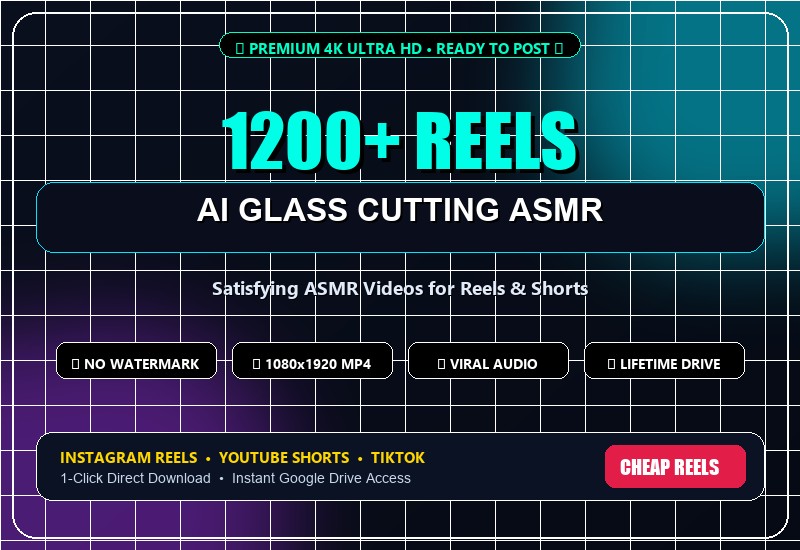 ▯ PREMIUM 4K ULTRA HD • READY TO POST ▯
1200+ REELS
AI GLASS CUTTING ASMR
Satisfying ASMR Videos for Reels & Shorts
▯ NO WATERMARK
▯ 1080x1920 MP4
▯ VIRAL AUDIO
▯ LIFETIME DRIVE
INSTAGRAM REELS • YOUTUBE SHORTS • TIKTOK
1-Click Direct Download • Instant Google Drive Access
CHEAP REELS